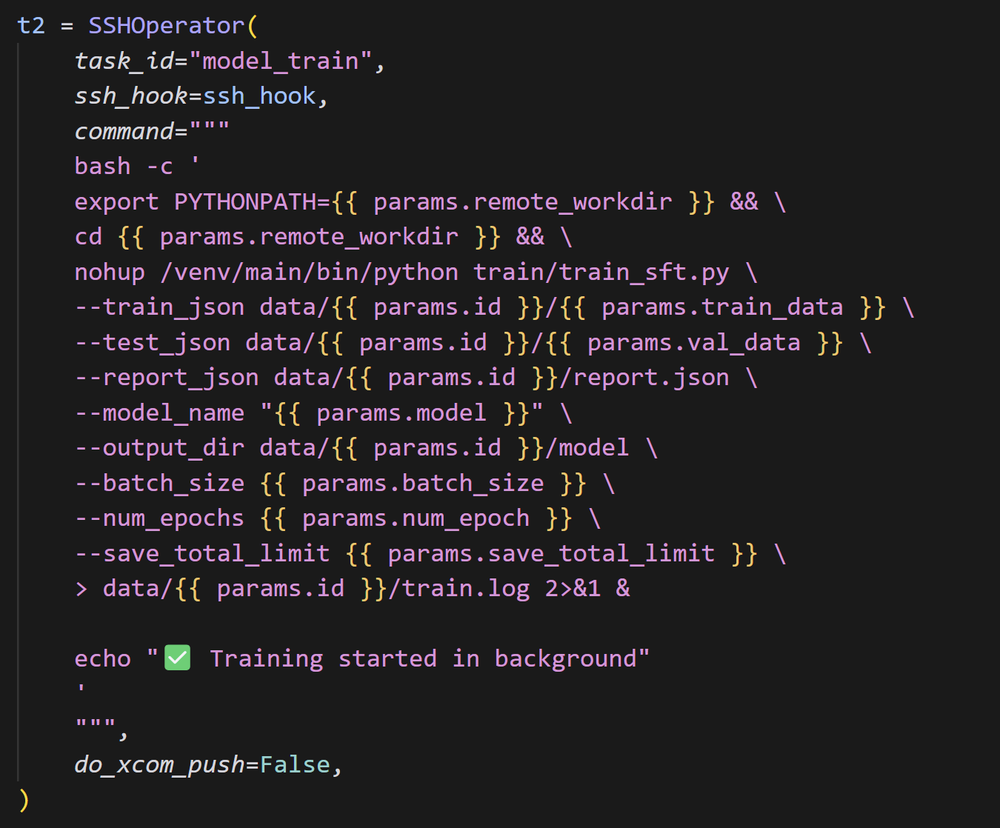 t2 = SSHOperator(
    task_id="model_train",
    ssh_hook=ssh_hook,
    command="""
    bash -c '
    export PYTHONPATH={{ params.remote_workdir }} && \
    cd {{ params.remote_workdir }} && \
    nohup /venv/main/bin/python train/train_sft.py \
    --train_json data/{{ params.id }}/{{ params.train_data }} \
    --test_json data/{{ params.id }}/{{ params.val_data }} \
    --report_json data/{{ params.id }}/report.json \
    --model_name "{{ params.model }}" \
    --output_dir data/{{ params.id }}/model \
    --batch_size {{ params.batch_size }} \
    --num_epochs {{ params.num_epoch }} \
    --save_total_limit {{ params.save_total_limit }} \
    > data/{{ params.id }}/train.log 2>&1 &

    echo "✅ Training started in background"
    '
    """,
    do_xcom_push=False,
)